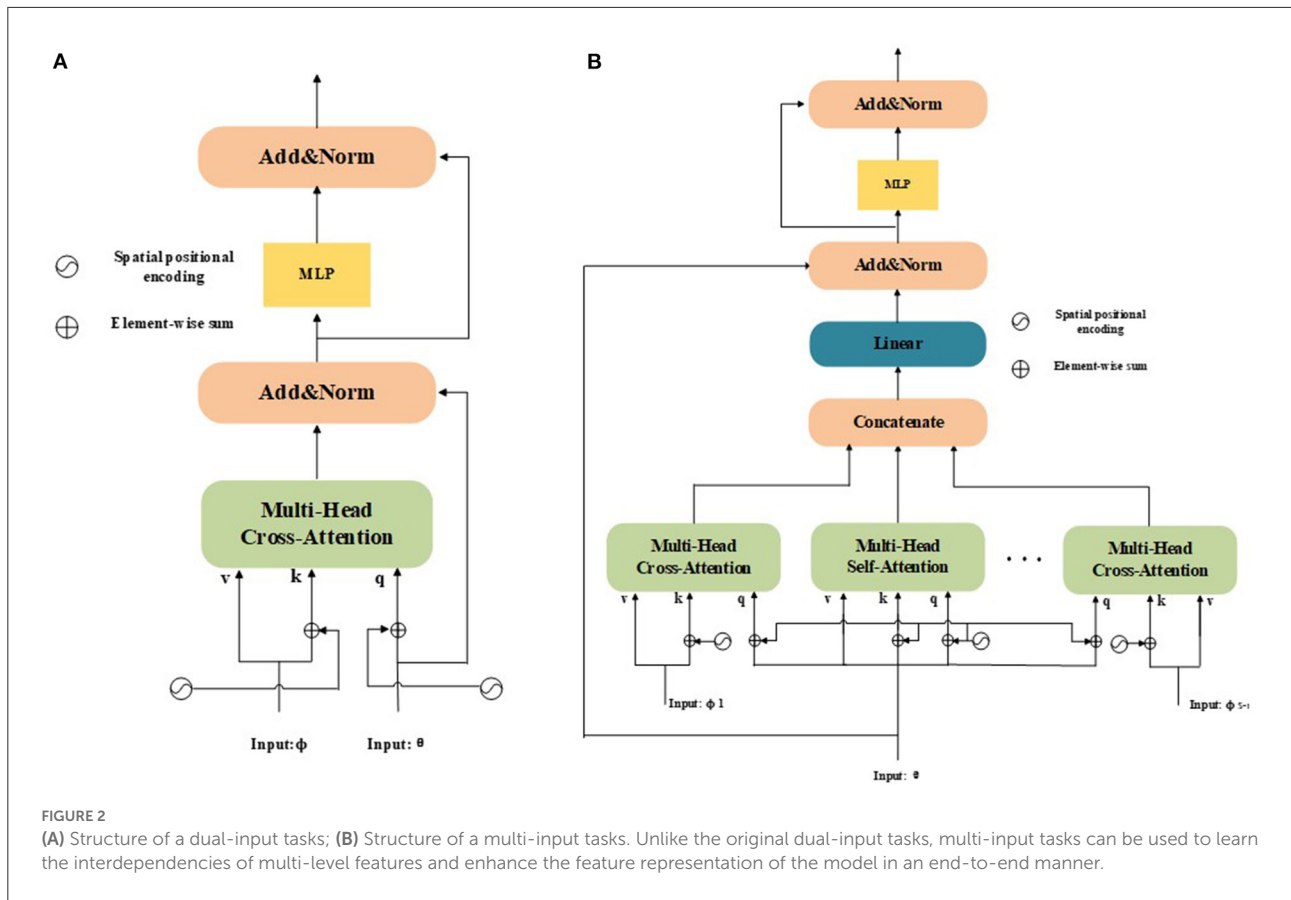 A
Add&Norm
MLP
Spatial positional
encoding
Element-wise sum
Add&Norm
Multi-Head
Cross-Attention
v
k
q
Input:ϕ
Input: θ
B
Add&Norm
MLP
Add&Norm
Linear
Spatial positional
encoding
Element-wise sum
Concatenate
Multi-Head
Cross-Attention
Multi-Head
Self-Attention
. . .
Multi-Head
Cross-Attention
v
k
q
v
k
q
q
k
v
Input: ϕ 1
Input: ϕ S-1
Input: θ
FIGURE 2
(A) Structure of a dual-input tasks; (B) Structure of a multi-input tasks. Unlike the original dual-input tasks, multi-input tasks can be used to learn
the interdependencies of multi-level features and enhance the feature representation of the model in an end-to-end manner.